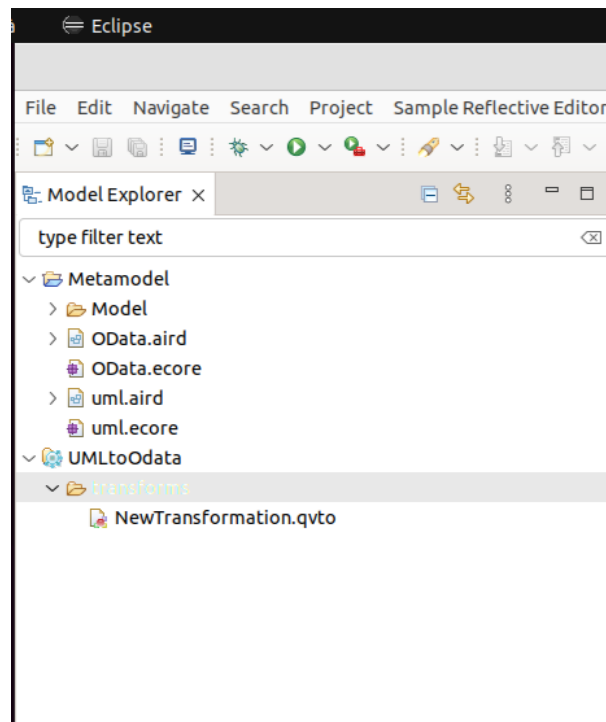 Eclipse
File Edit Navigate Search Project Sample Reflective Editor
Model Explorer
type filter text
Metamodel
Model
OData.aird
OData.ecore
uml.aird
uml.ecore
UMLtoOdata
transforms
NewTransformation.qvto